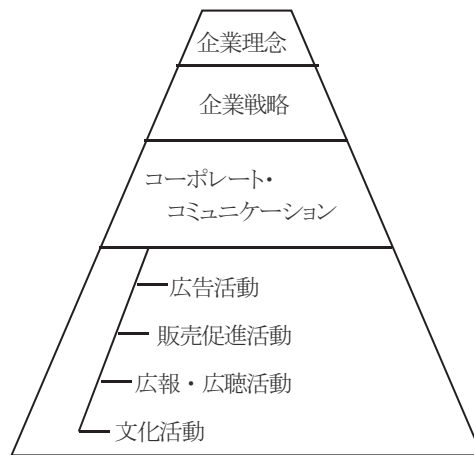 企業理念
企業戦略
コーポレート・
コミュニケーション
広告活動
販売促進活動
広報・広聴活動
文化活動